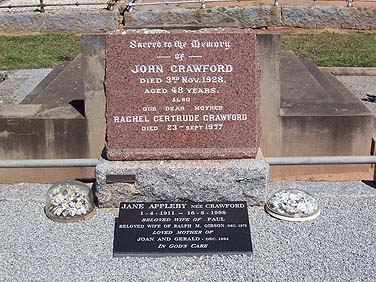 Sacred to the Memory
of
JOHN CRAWFORD
DIED 3RD NOV. 1928,
AGED 48 YEARS.
ALSO
OUR DEAR MOTHER
RACHEL GERTRUDE CRAWFORD
DIED 23RD SEPT 1977
JANE APPLEBY NEÉ CRAWFORD
1-4-1911 — 16-8-1998
BELOVED WIFE OF PAUL
BELOVED WIFE OF RALPH M. GIBSON - DEC. 1975
LOVED MOTHER OF
JOAN AND GERALD - DEC. 1984
IN GOD'S CARE